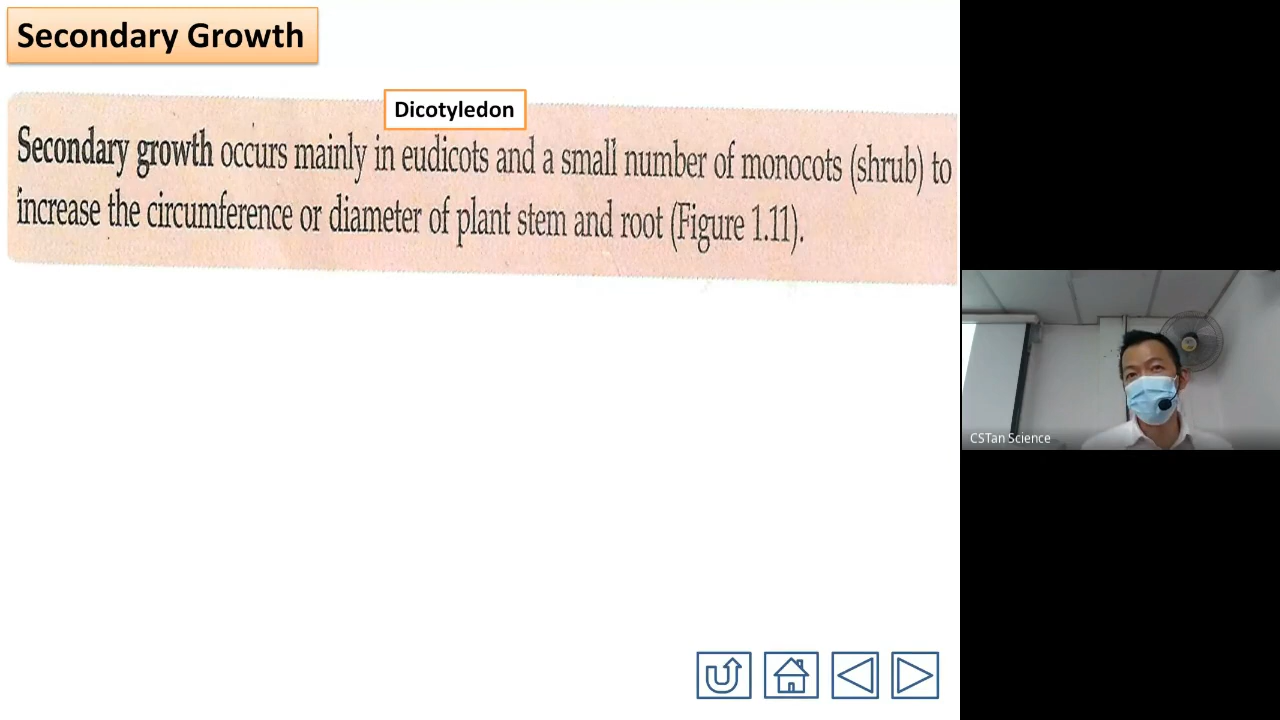 Secondary Growth
Dicotyledon
Secondary growth occurs mainly in eudicots and a small number of monocots (shrub) to
increase the circumference or diameter of plant stem and root (Figure 1.11).
CSTan Science